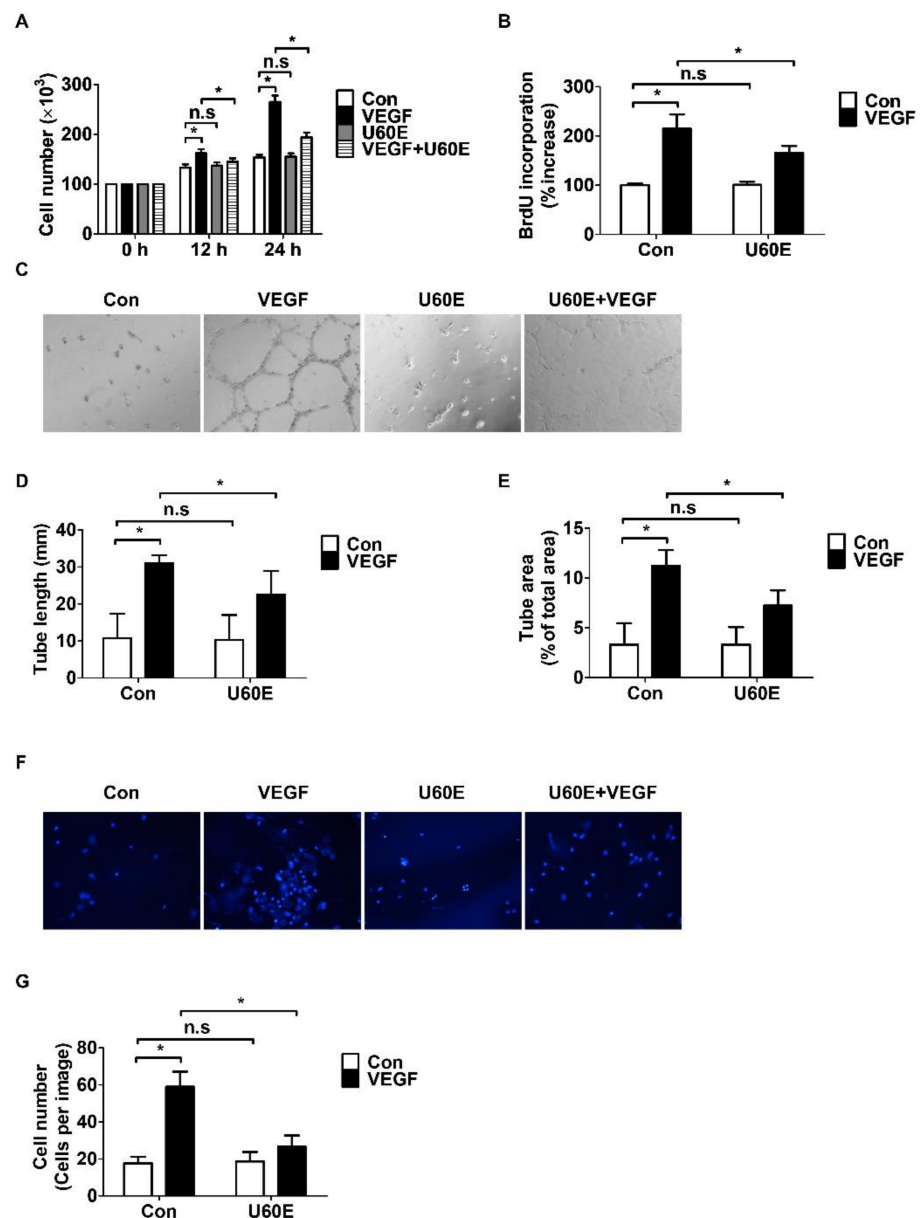 A
*
n.s
*
*
n.s
*
300
250
200
150
100
Cell number (×10³)
0 h
12 h
24 h
Con
VEGF
U60E
VEGF+U60E
B
*
n.s
*
300
200
100
0
BrdU incorporation
(% increase)
Con
U60E
Con
VEGF
C
Con
VEGF
U60E
U60E+VEGF
D
*
n.s
*
40
30
20
10
0
Tube length (mm)
Con
U60E
Con
VEGF
E
*
n.s
*
15
10
5
0
Tube area
(% of total area)
Con
U60E
Con
VEGF
F
Con
VEGF
U60E
U60E+VEGF
G
*
n.s
*
80
60
40
20
0
Cell number
(Cells per image)
Con
U60E
Con
VEGF